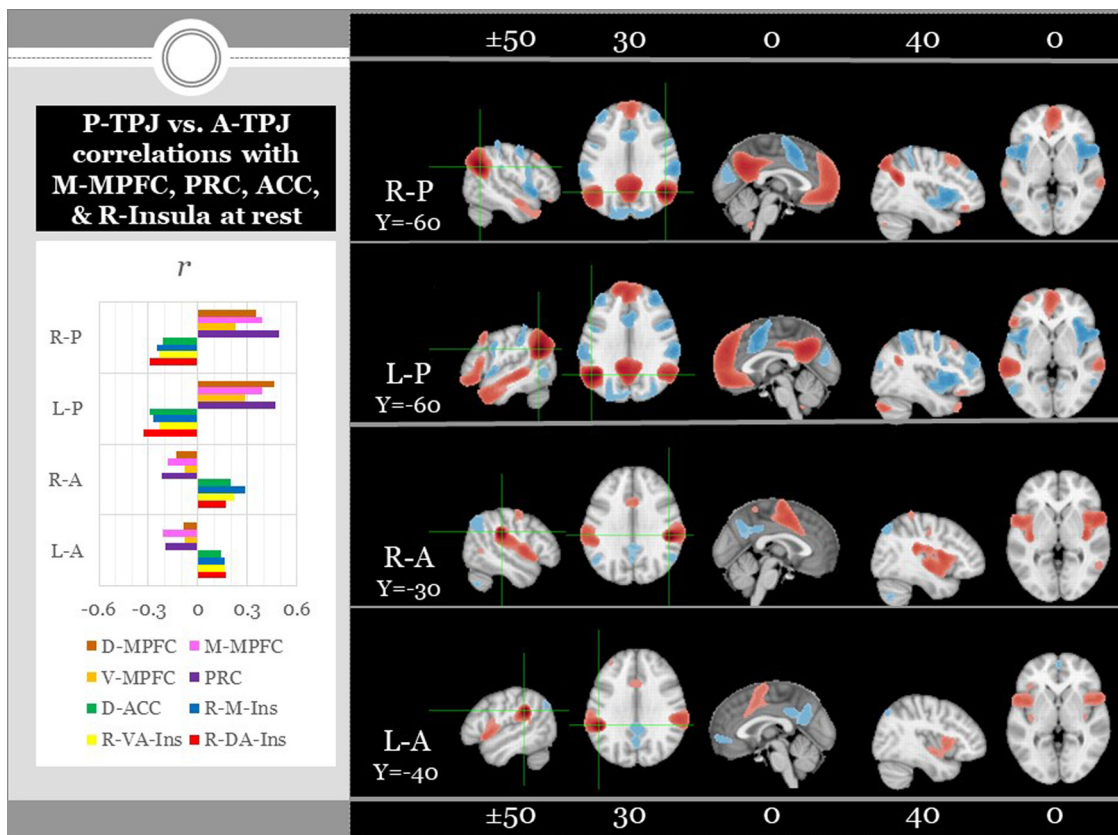 ±50 30 0 40 0
P-TPJ vs. A-TPJ
correlations with
M-MPFC, PRC, ACC,
& R-Insula at rest
r
R-P
L-P
R-A
L-A
-0.6 -0.3 0 0.3 0.6
D-MPFC M-MPFC
V-MPFC PRC
D-ACC R-M-Ins
R-VA-Ins R-DA-Ins
R-P
Y=-60
L-P
Y=-60
R-A
Y=-30
L-A
Y=-40
±50 30 0 40 0